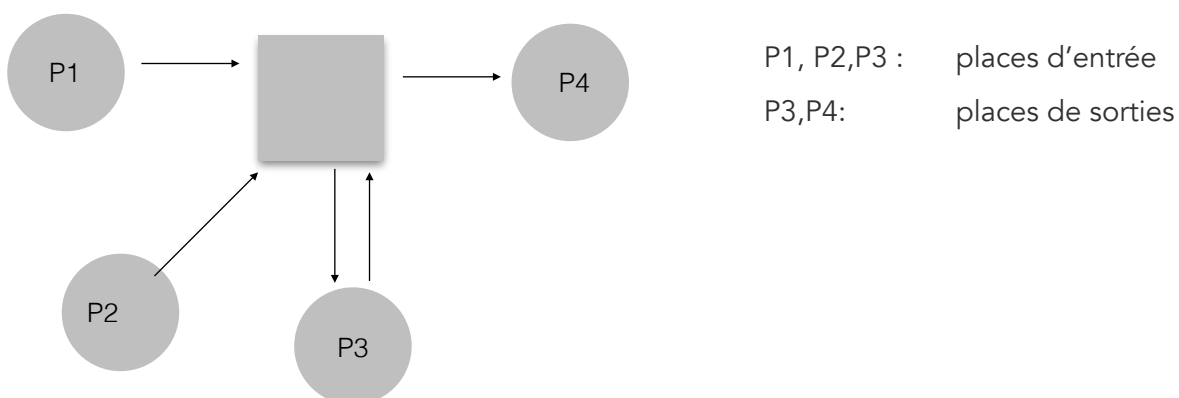 P1
P4
P1, P2,P3 : places d'entrée
P3,P4: places de sorties
P2
P3